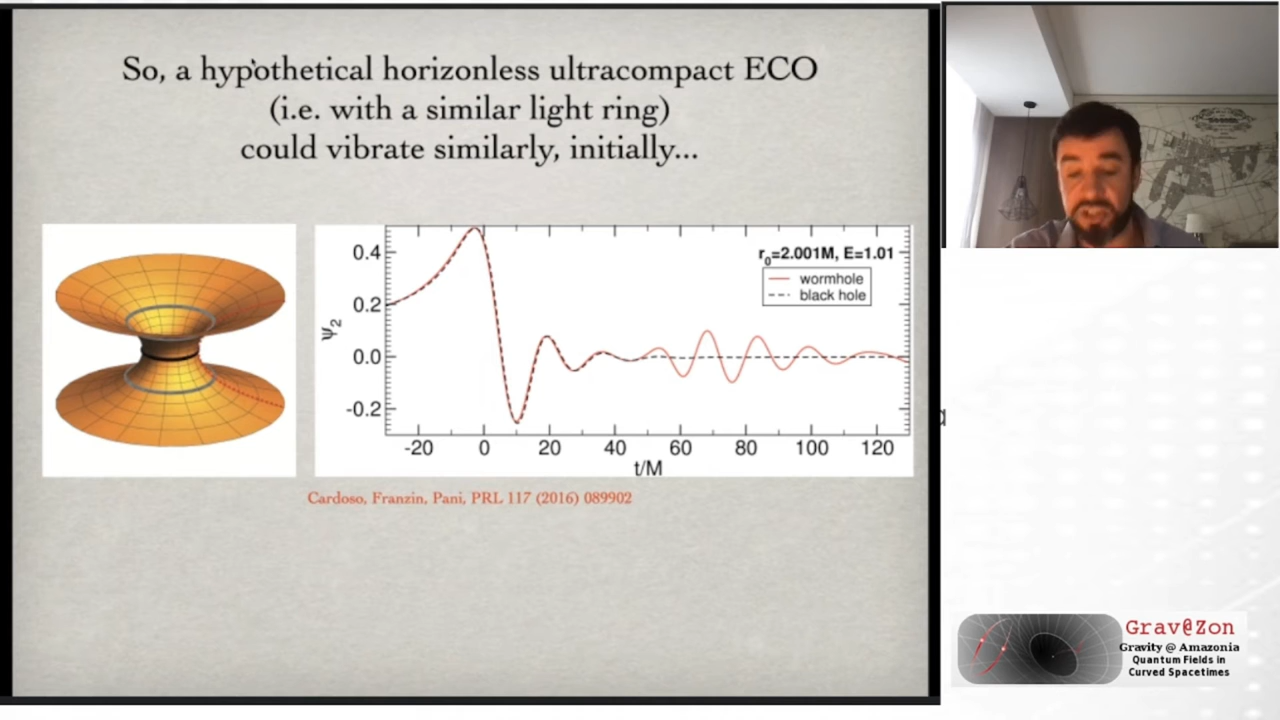 So, a hypothetical horizonless ultracompact ECO
(i.e. with a similar light ring)
could vibrate similarly, initially...
0.4
0.2
0.0
-0.2
ψ2
r0=2.001M, E=1.01
wormhole
black hole
-20 0 20 40 60 80 100 120
t/M
Cardoso, Franzin, Pani, PRL 117 (2016) 089902
Grav@Zon
Gravity @ Amazonia
Quantum Fields in
Curved Spacetimes